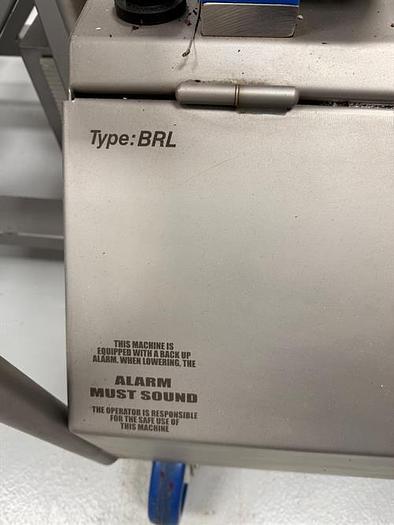 Type: BRL
THIS MACHINE IS
EQUIPPED WITH A BACK UP
ALARM. WHEN LOWERING, THE
ALARM
MUST SOUND
THE OPERATOR IS RESPONSIBLE
FOR THE SAFE USE OF
THIS MACHINE